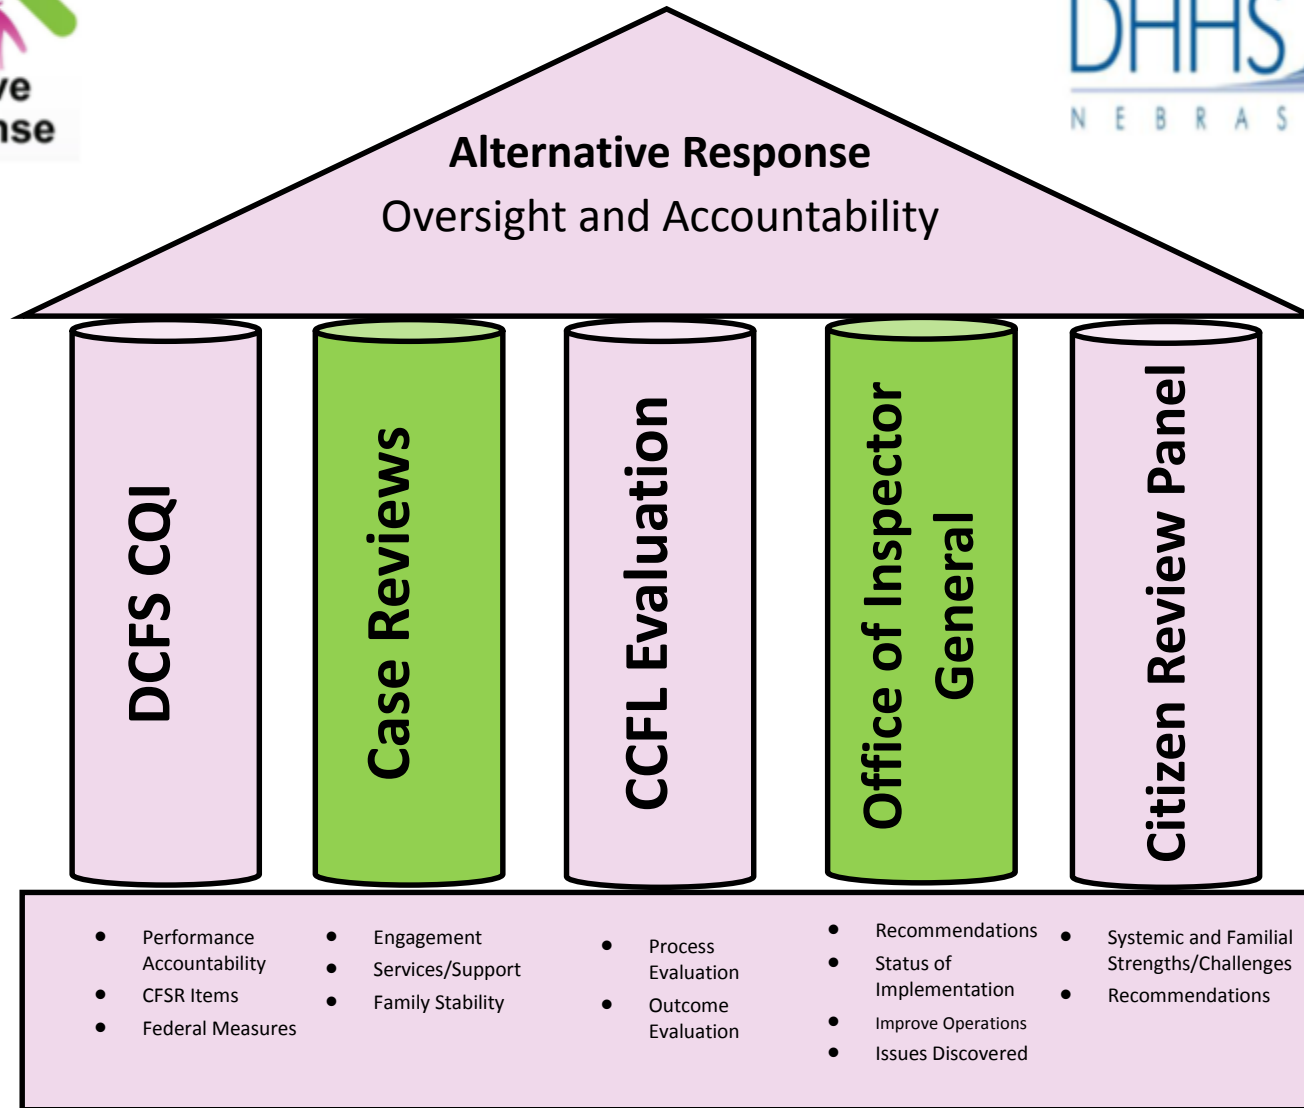 DHHS
Alternative Response
Oversight and Accountability
DCFS CQI
Case Reviews
CCFL Evaluation
Office of Inspector
General
Citizen Review Panel
• Performance
Accountability
• CFSR Items
• Federal Measures
• Engagement
• Services/Support
• Family Stability
• Process
Evaluation
• Outcome
Evaluation
• Recommendations
• Status of
Implementation
• Improve Operations
• Issues Discovered
• Systemic and Familial
Strengths/Challenges
• Recommendations